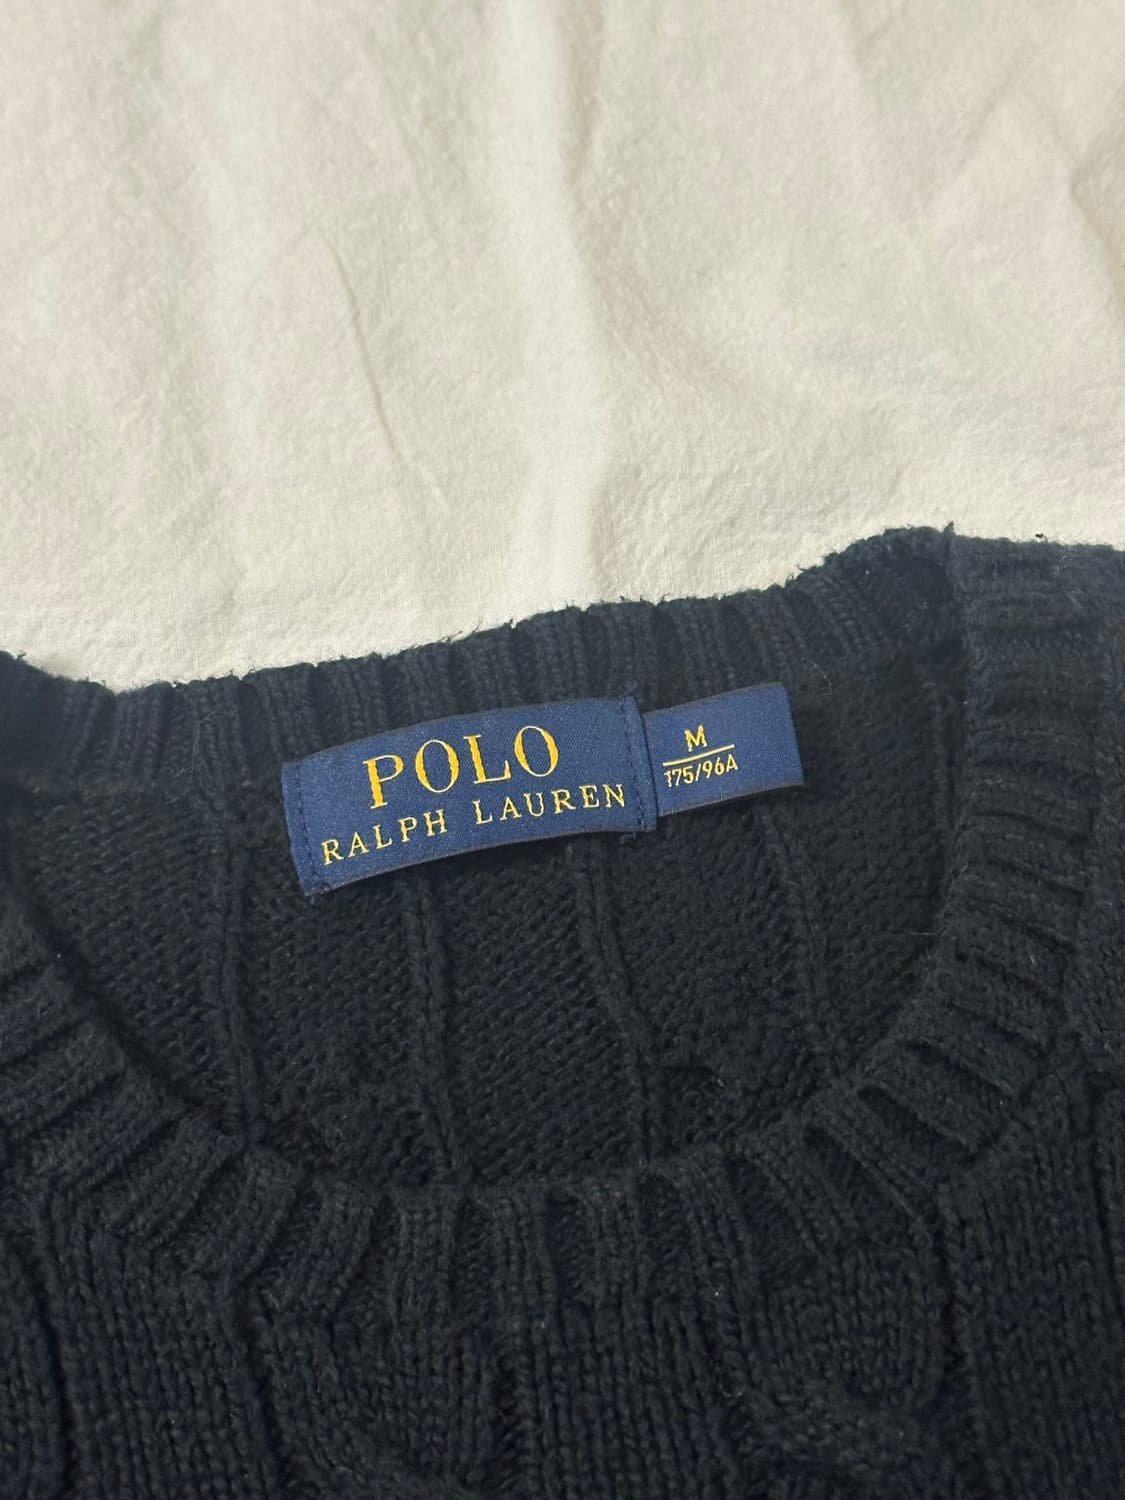 POLO
RALPH LAUREN
M
175/96A